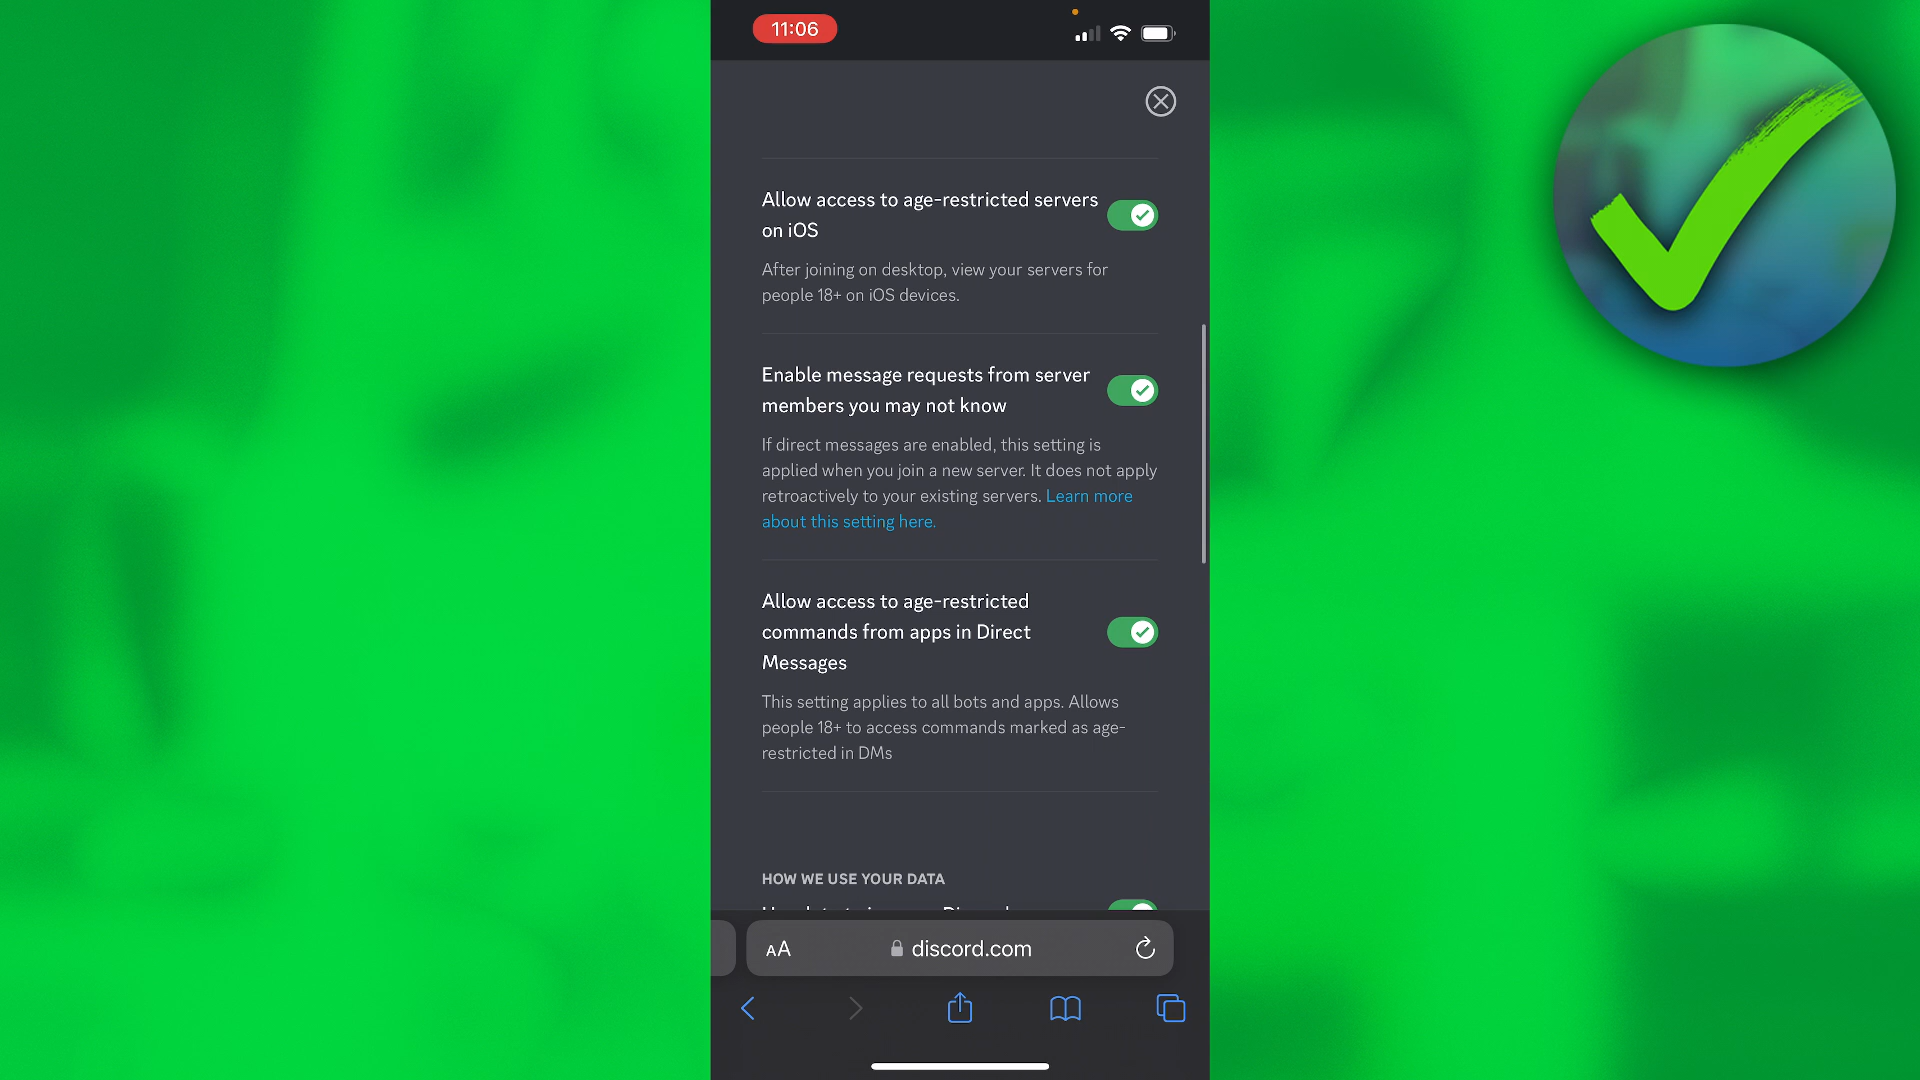 11:06
Allow access to age-restricted servers
on iOS
After joining on desktop, view your servers for
people 18+ on iOS devices.
Enable message requests from server
members you may not know
If direct messages are enabled, this setting is
applied when you join a new server. It does not apply
retroactively to your existing servers. Learn more
about this setting here.
Allow access to age-restricted
commands from apps in Direct
Messages
This setting applies to all bots and apps. Allows
people 18+ to access commands marked as age-
restricted in DMs
HOW WE USE YOUR DATA
AA discord.com